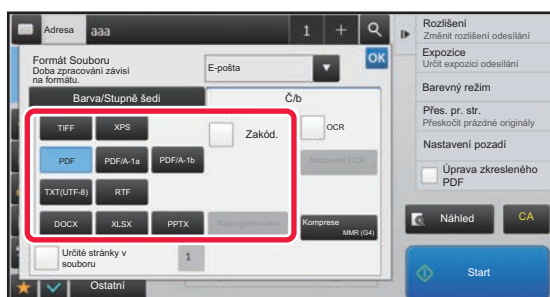 Adresa aaa 1 +
Formát Souboru
Doba zpracování závisí
na formátu.
E-pošta
OK
Barva/Stupně šedi
Č/b
TIFF XPS
Zakód.
OCR
PDF PDF/A-1a PDF/A-1b
Nastavení OCR
TXT(UTF-8) RTF
DOCX XLSX PPTX
Naprogramováno
Komprese
MMR (G4)
Určité stránky v
souboru
1
Ostatní
Rozlišení
Změnit rozlišení odesílání
Expozice
Určit expozici odesílání
Barevný režim
Přes. pr. str.
Přeskočit prázdné originály
Nastavení pozadí
Úprava zkresleného
PDF
Náhled
CA
Start